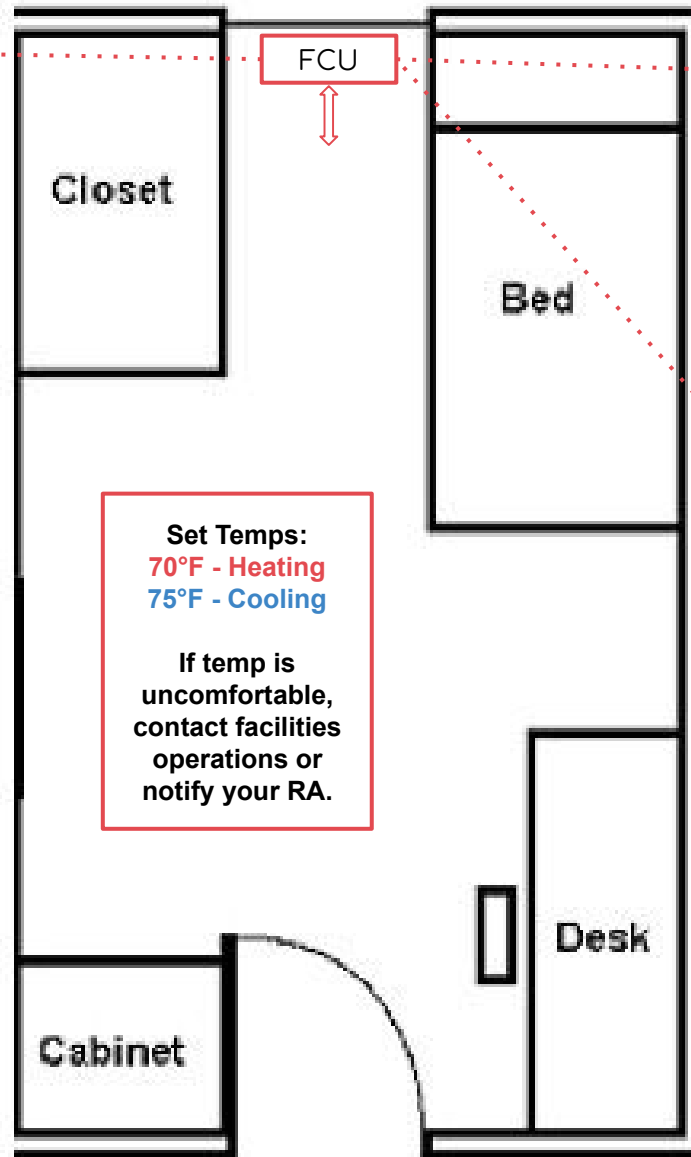 FCU
Closet
Bed
Set Temps:
70°F - Heating
75°F - Cooling
If temp is
uncomfortable,
contact facilities
operations or
notify your RA.
Desk
Cabinet